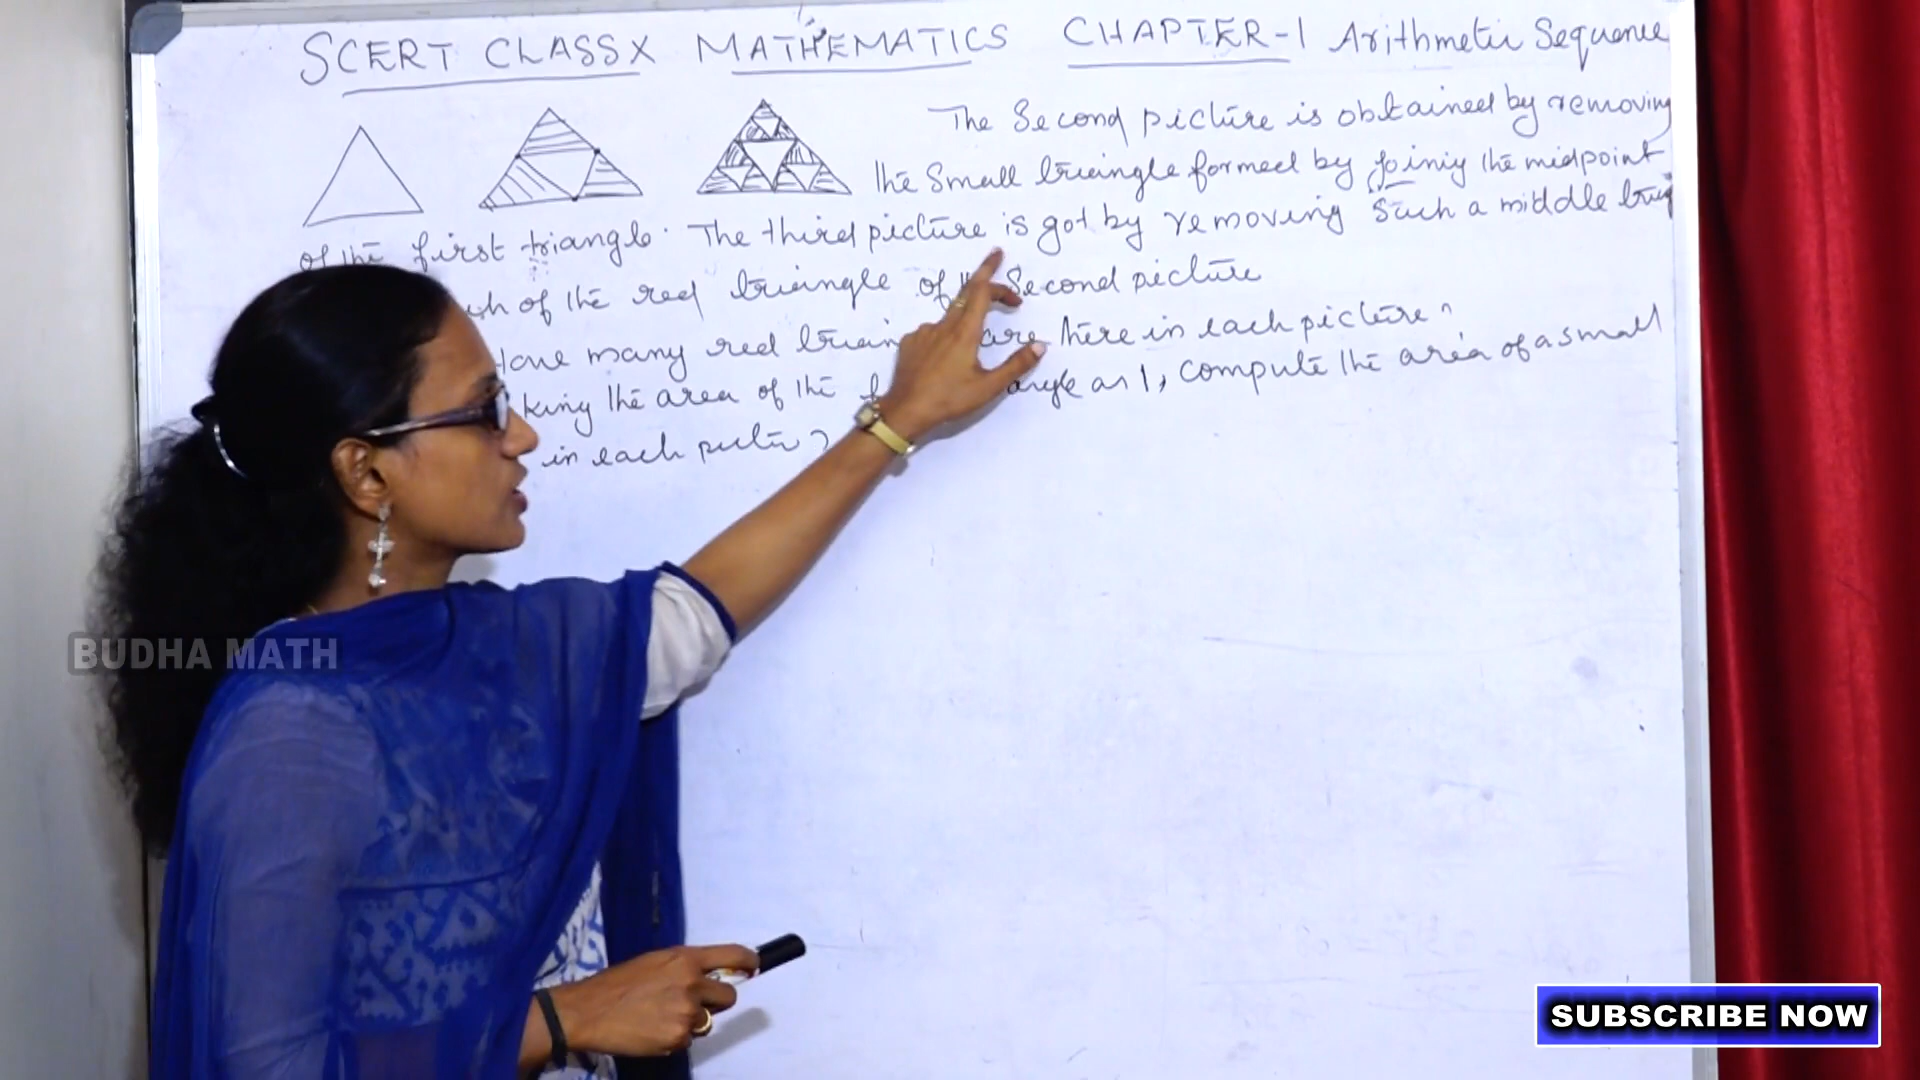 SCERT CLASS X MATHEMATICS CHAPTER-1 Arithmetic Sequence
The Second picture is obtained by removing
the Small triangle formed by joining the midpoint
of the first triangle. The third picture is got by removing Such a middle
of the red triangle of Second picture
many red are there in each picture?
the area of the as 1, compute the area of a small
in each
BUDHA MATH
SUBSCRIBE NOW